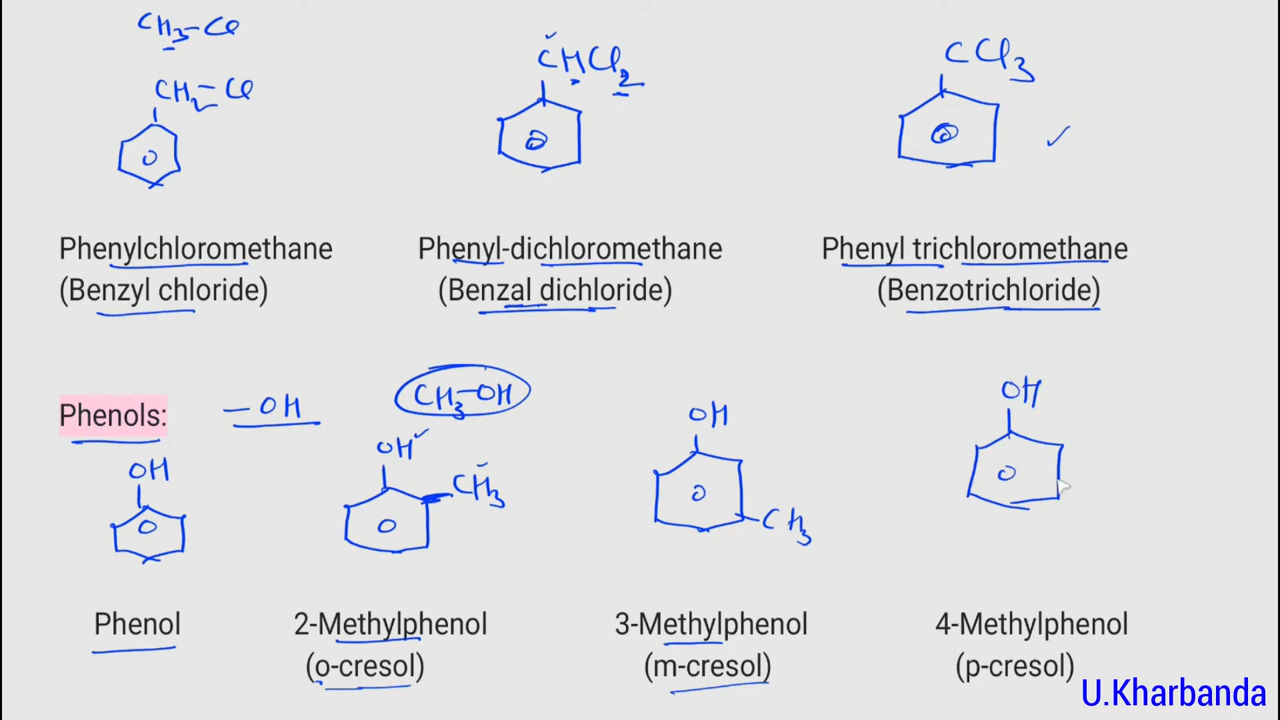 CH3-Cl
CH2-Cl
CHCl2
CCl3
Phenylchloromethane
(Benzyl chloride)
Phenyl-dichloromethane
(Benzal dichloride)
Phenyl trichloromethane
(Benzotrichloride)
Phenols:
-OH
CH3-OH
OH
OH
CH3
OH
CH3
OH
Phenol
2-Methylphenol
(o-cresol)
3-Methylphenol
(m-cresol)
4-Methylphenol
(p-cresol)
U.Kharbanda